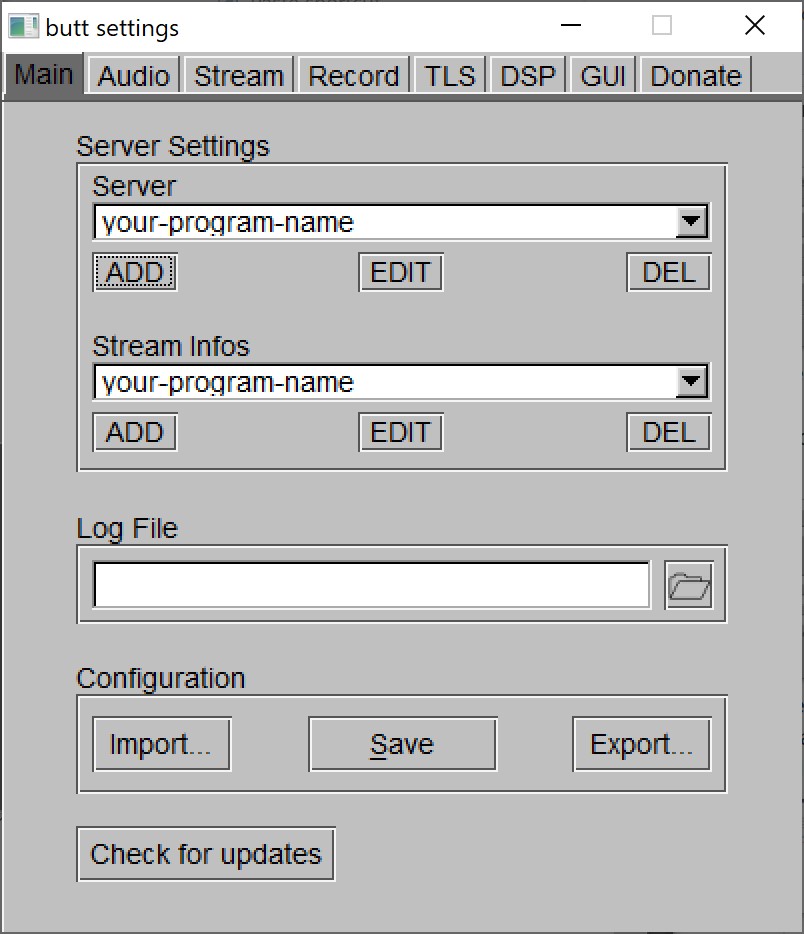 butt settings
Main Audio Stream Record TLS DSP GUI Donate
Server Settings
Server
your-program-name
ADD EDIT DEL
Stream Infos
your-program-name
ADD EDIT DEL
Log File
Configuration
Import... Save Export...
Check for updates